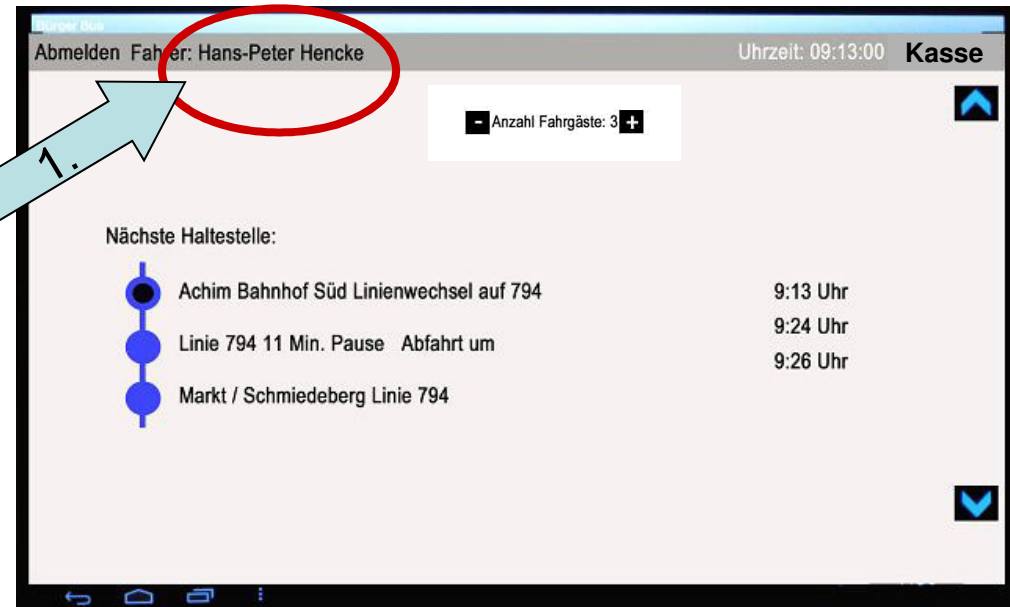 Bürger Bus
Abmelden Fahrer: Hans-Peter Hencke Uhrzeit: 09:13:00 Kasse
- Anzahl Fahrgäste: 3 +
1.
Nächste Haltestelle:
Achim Bahnhof Süd Linienwechsel auf 794 9:13 Uhr
Linie 794 11 Min. Pause Abfahrt um 9:24 Uhr
Markt / Schmiedeberg Linie 794 9:26 Uhr